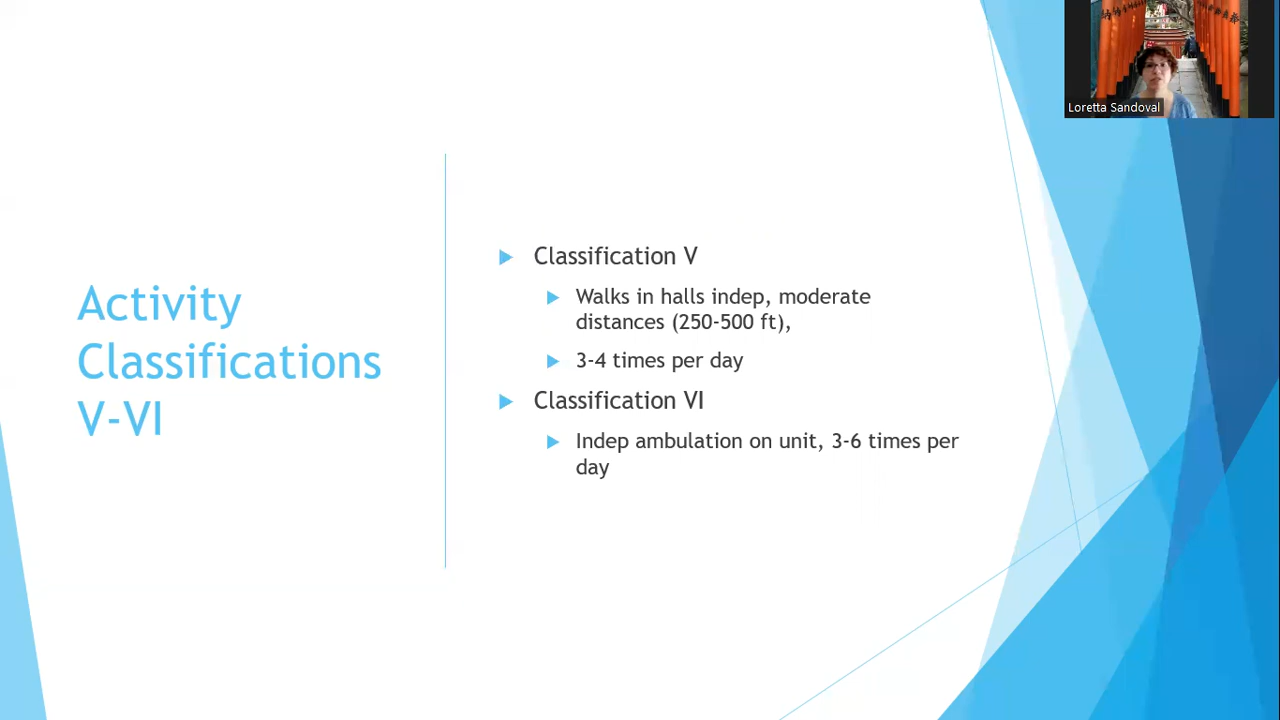 Loretta Sandoval
Activity
Classifications
V-VI
Classification V
Walks in halls indep, moderate
distances (250-500 ft),
3-4 times per day
Classification VI
Indep ambulation on unit, 3-6 times per
day